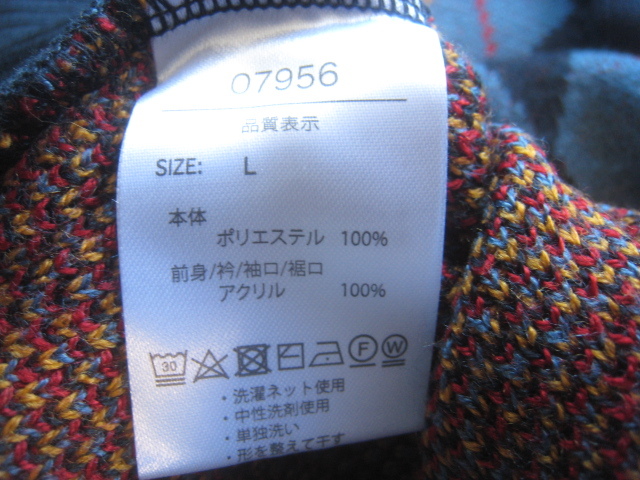 07956
品質表示
SIZE: L
本体
ポリエステル 100%
前身/衿/袖口/裾口
アクリル 100%
30 F W
・洗濯ネット使用
・中性洗剤使用
・単独洗い
・形を整えて干す